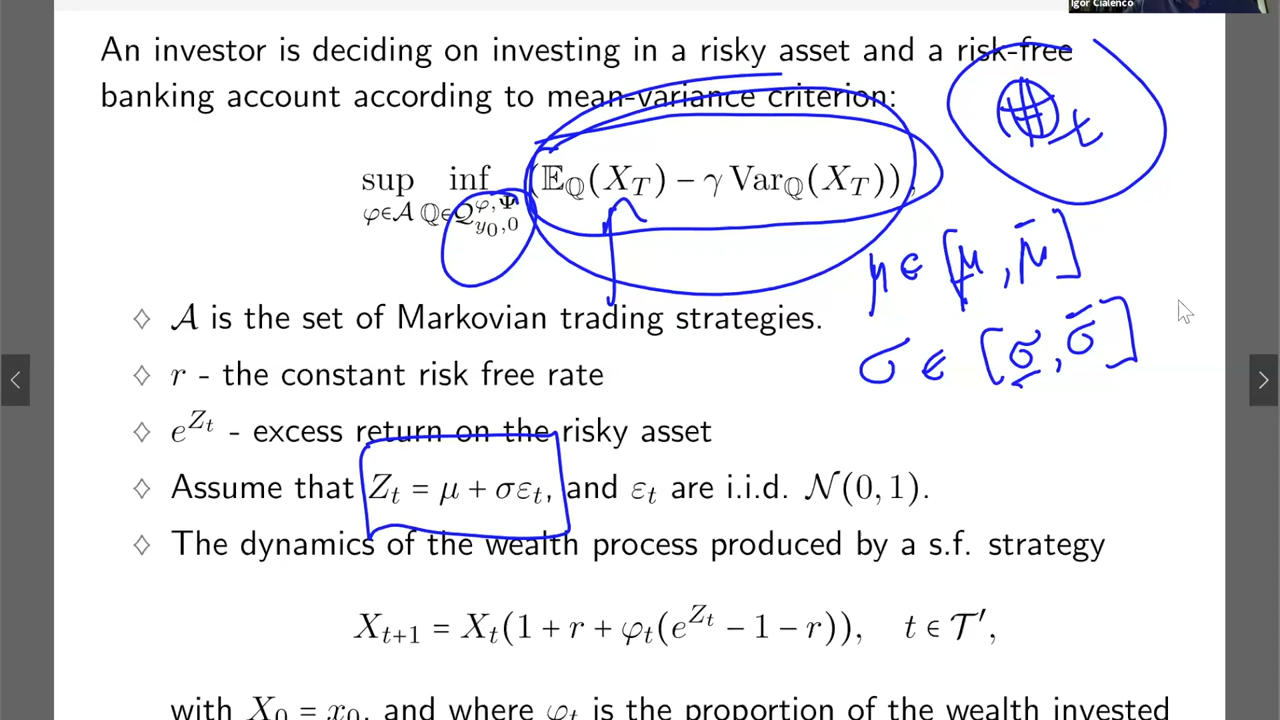 Igor Cialenco
An investor is deciding on investing in a risky asset and a risk-free
banking account according to mean-variance criterion:
sup inf (𝔼_ℚ(X_T) − γ Var_ℚ(X_T)),
φ∈𝒜 ℚ∈𝒬^{φ,Ψ}_{y₀,0}
t
μ ∈ [μ̲, μ̄]
σ ∈ [σ̲, σ̄]
◇ 𝒜 is the set of Markovian trading strategies.
◇ r - the constant risk free rate
◇ e^{Z_t} - excess return on the risky asset
◇ Assume that Z_t = μ + σε_t, and ε_t are i.i.d. 𝒩(0, 1).
◇ The dynamics of the wealth process produced by a s.f. strategy
X_{t+1} = X_t(1 + r + φ_t(e^{Z_t} − 1 − r)), t ∈ 𝒯′,
with X_0 = x_0, and where φ_t is the proportion of the wealth invested